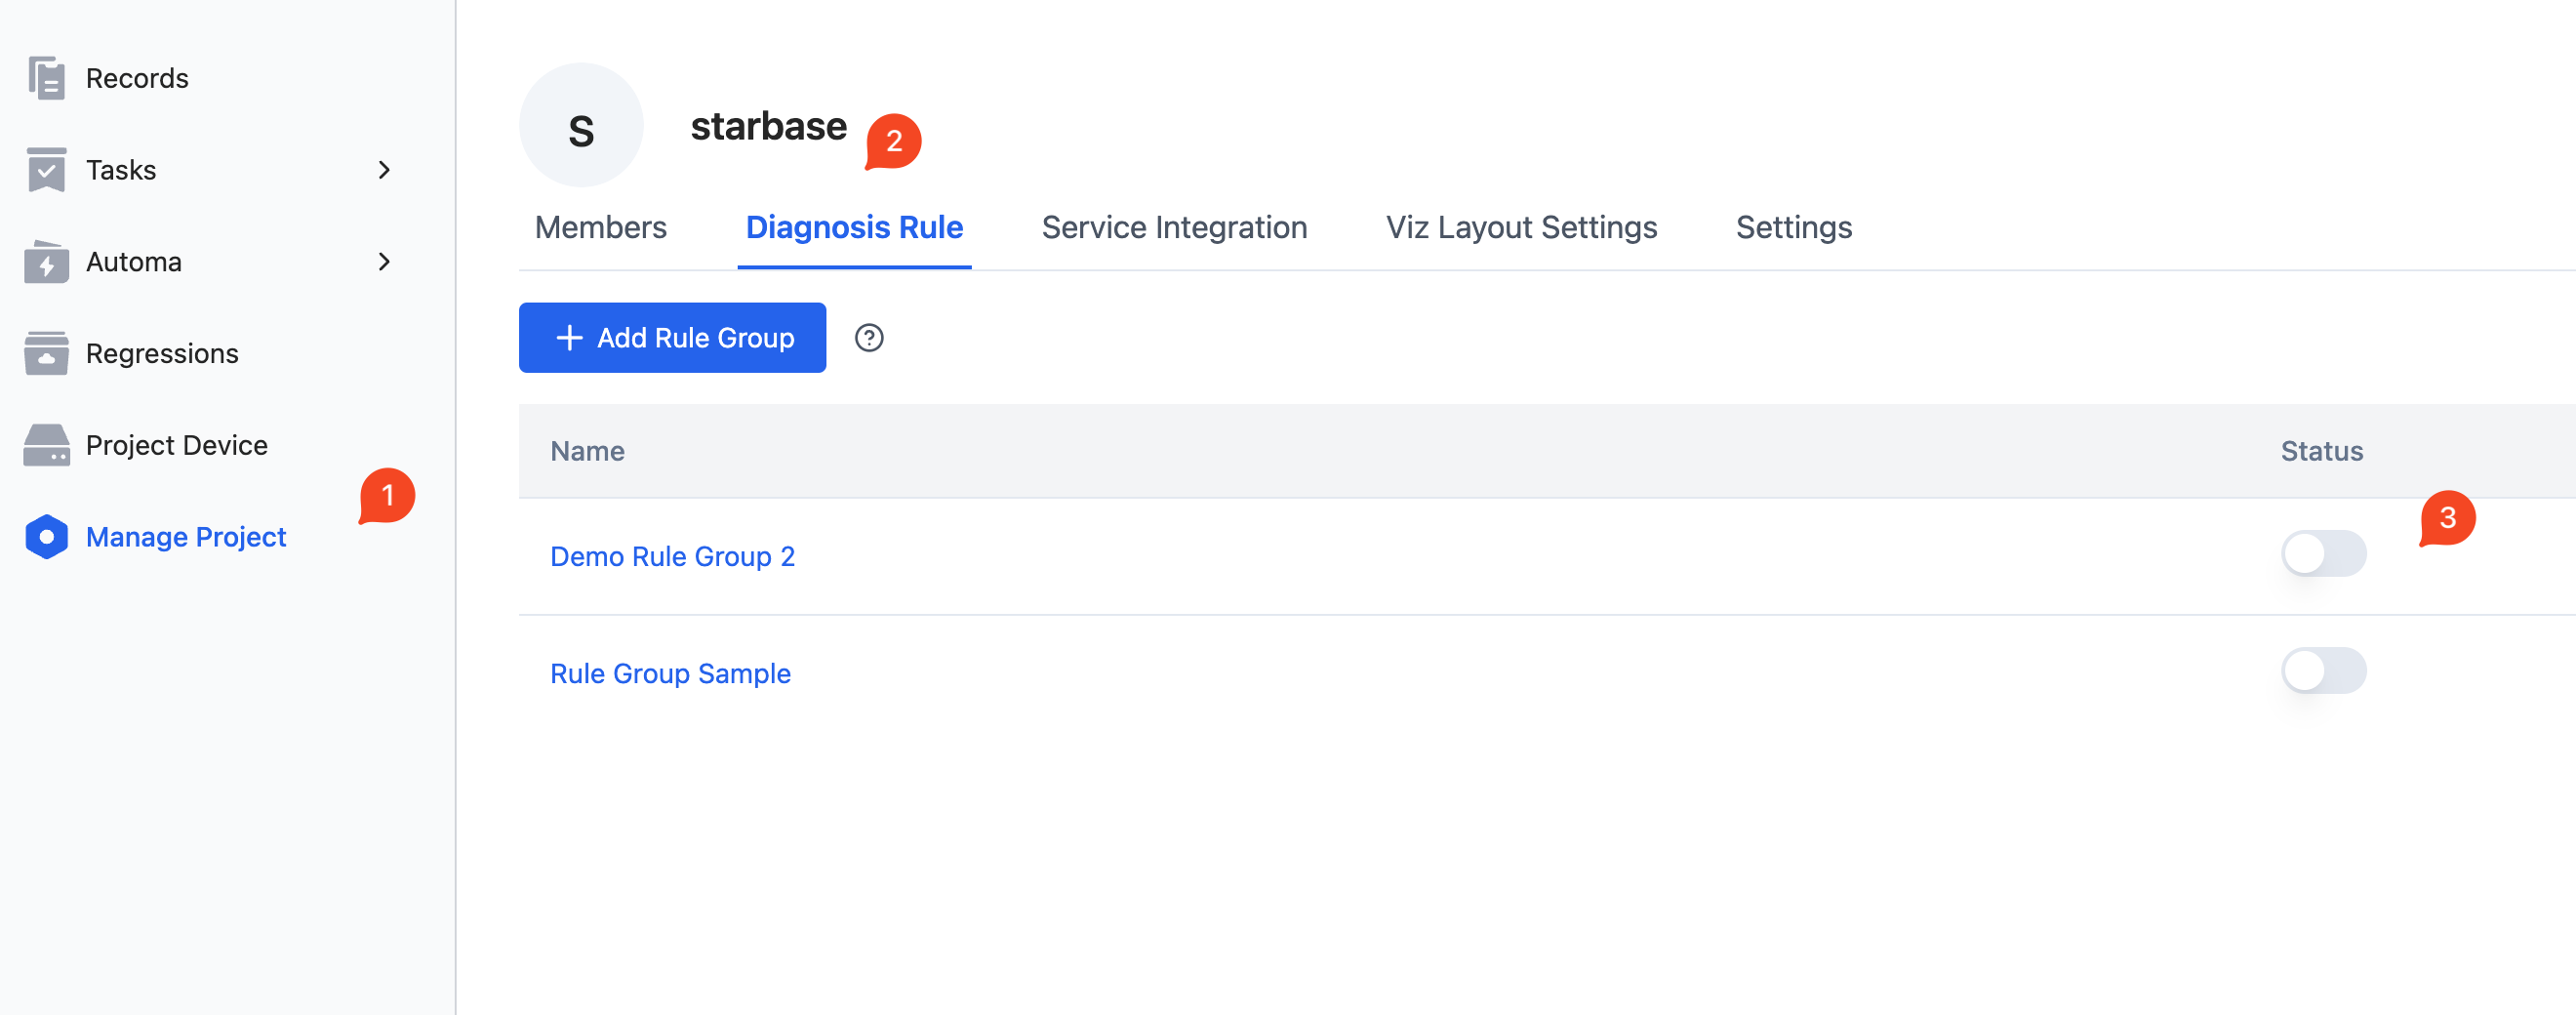 Records
Tasks
Automa
Regressions
Project Device
1
Manage Project
S
starbase
2
Members Diagnosis Rule Service Integration Viz Layout Settings Settings
+ Add Rule Group ?
Name Status
3
Demo Rule Group 2
Rule Group Sample